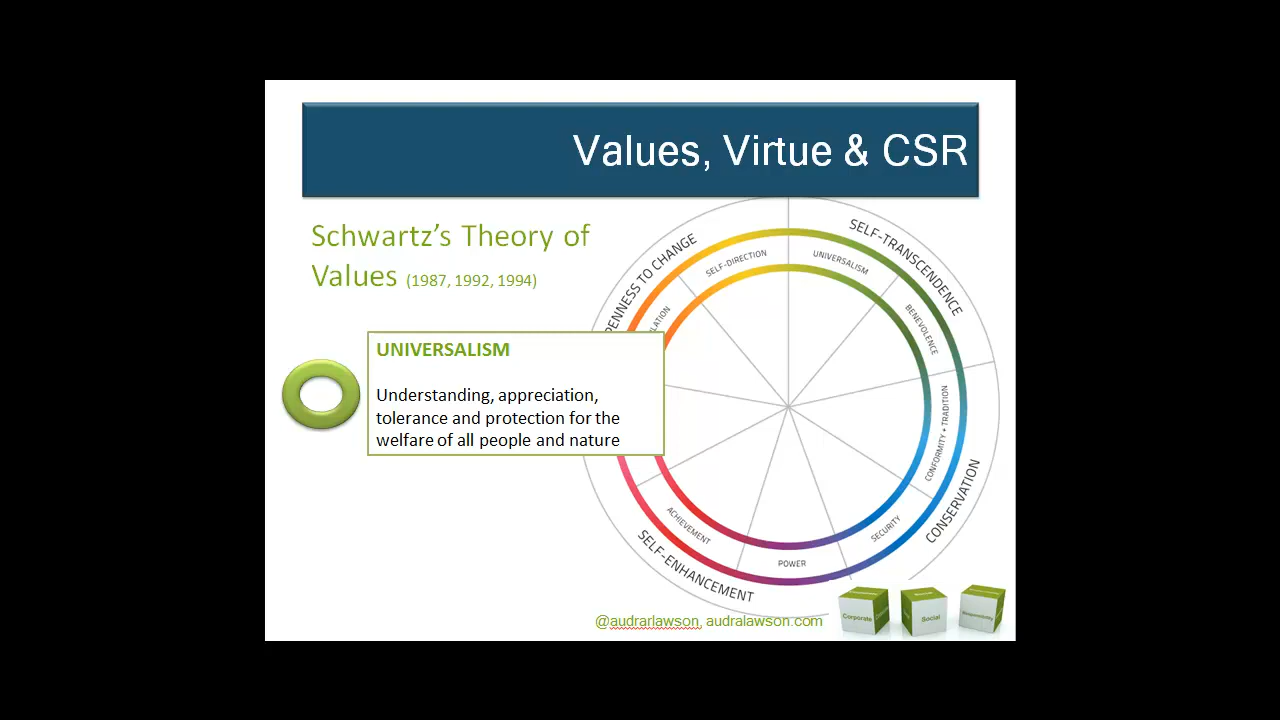 Values, Virtue & CSR
Schwartz’s Theory of
Values (1987, 1992, 1994)
SELF-TRANSCENDENCE
SELF-DIRECTION
UNIVERSALISM
BENEVOLENCE
UNIVERSALISM
Understanding, appreciation,
tolerance and protection for the
welfare of all people and nature
CONFORMITY • TRADITION
CONSERVATION
SECURITY
POWER
ACHIEVEMENT
SELF-ENHANCEMENT
TO CHANGE
@audrarlawson, audralawson.com
Corporate
Social
Responsibility